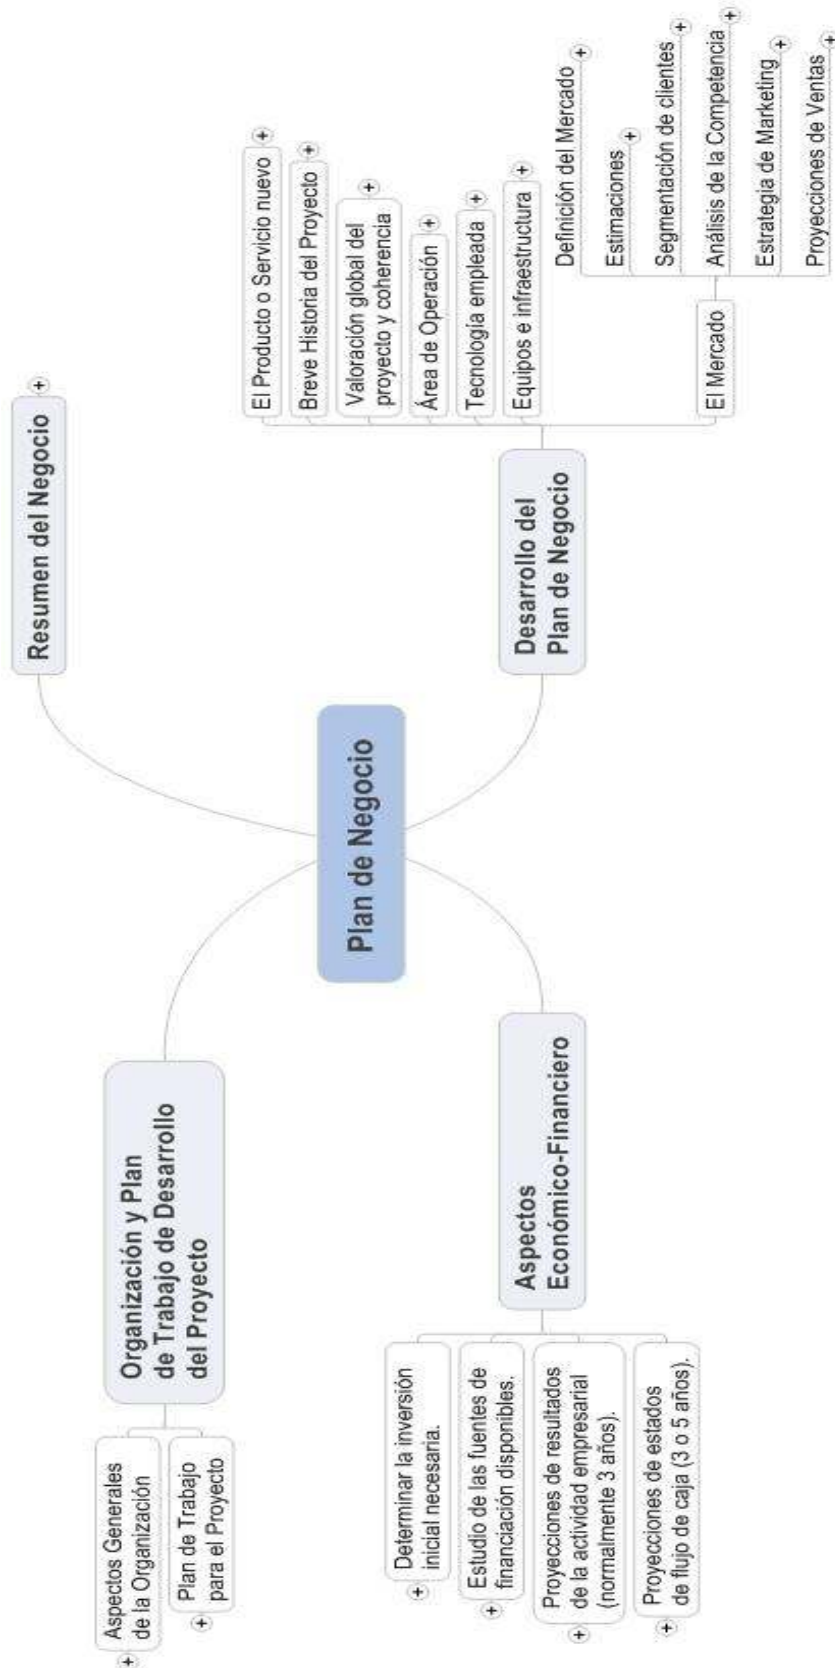 Plan de Negocio
Resumen del Negocio
+
Desarrollo del
Plan de Negocio
El Producto o Servicio nuevo
+
Breve Historia del Proyecto
+
Valoración global del
proyecto y coherencia
+
Área de Operación
+
Tecnología empleada
+
Equipos e infraestructura
+
El Mercado
Definición del Mercado
+
Estimaciones
+
Segmentación de clientes
+
Análisis de la Competencia
+
Estrategia de Marketing
+
Proyecciones de Ventas
+
Organización y Plan
de Trabajo de Desarrollo
del Proyecto
Aspectos Generales
de la Organización
+
Plan de Trabajo
para el Proyecto
+
Aspectos
Económico-Financiero
Determinar la inversión
inicial necesaria.
+
Estudio de las fuentes de
financiación disponibles.
+
Proyecciones de resultados
de la actividad empresarial
(normalmente 3 años).
+
Proyecciones de estados
de flujo de caja (3 o 5 años).
+